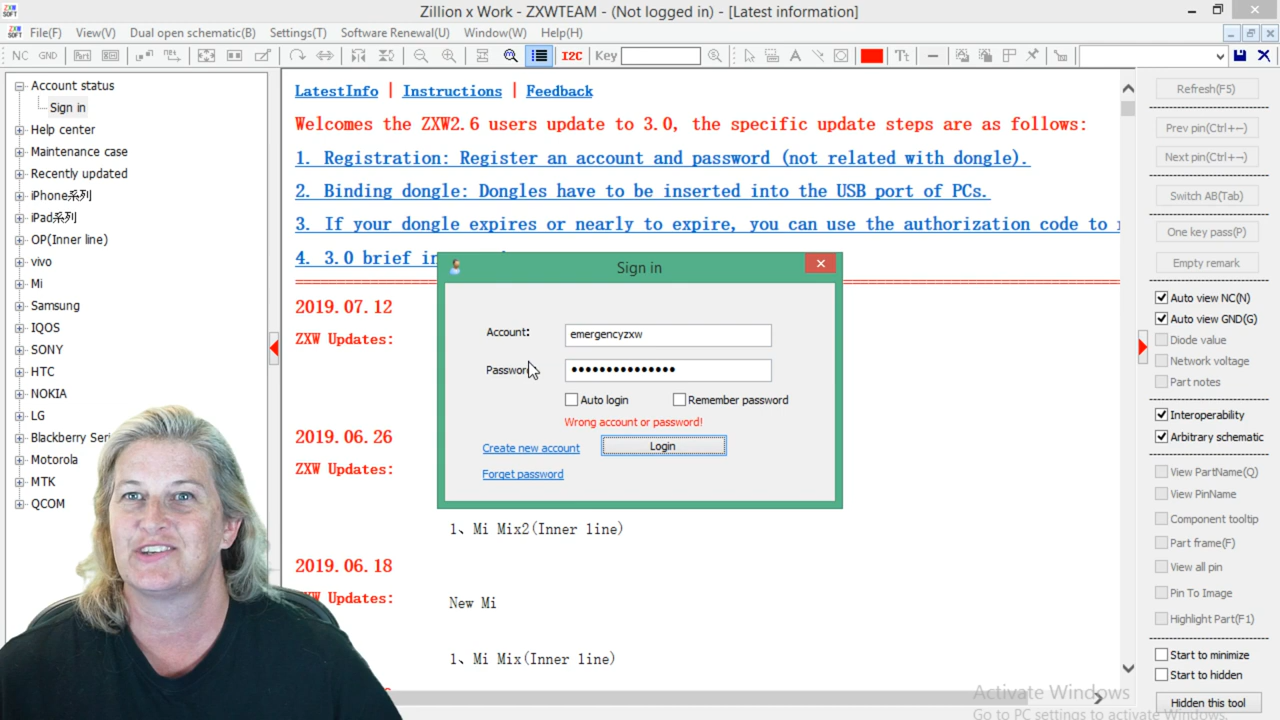 Zillion x Work - ZXWTEAM - (Not logged in) - [Latest information]
File(F) View(V) Dual open schematic(B) Settings(T) Software Renewal(U) Window(W) Help(H)
NC GND I2C Key
Account status
Sign in
Help center
Maintenance case
Recently updated
iPhone系列
iPad系列
OP(Inner line)
vivo
Mi
Samsung
IQOS
SONY
HTC
NOKIA
LG
Blackberry Seri
Motorola
MTK
QCOM
LatestInfo | Instructions | Feedback
Welcomes the ZXW2.6 users update to 3.0, the specific update steps are as follows:
1. Registration: Register an account and password (not related with dongle).
2. Binding dongle: Dongles have to be inserted into the USB port of PCs.
3. If your dongle expires or nearly to expire, you can use the authorization code to
4. 3.0 brief in
2019.07.12
ZXW Updates:
2019.06.26
ZXW Updates:
1、Mi Mix2(Inner line)
2019.06.18
ZXW Updates:
New Mi
1、Mi Mix(Inner line)
Sign in
Account: emergencyzxw
Password ●●●●●●●●●●●●●●●
Auto login Remember password
Wrong account or password!
Create new account Login
Forget password
Refresh(F5)
Prev pin(Ctrl+←)
Next pin(Ctrl+→)
Switch AB(Tab)
One key pass(P)
Empty remark
Auto view NC(N)
Auto view GND(G)
Diode value
Network voltage
Part notes
Interoperability
Arbitrary schematic
View PartName(Q)
View PinName
Component tooltip
Part frame(F)
View all pin
Pin To Image
Highlight Part(F1)
Start to minimize
Start to hidden
Hidden this tool
Activate Windows
Go to PC settings to activate Windows.